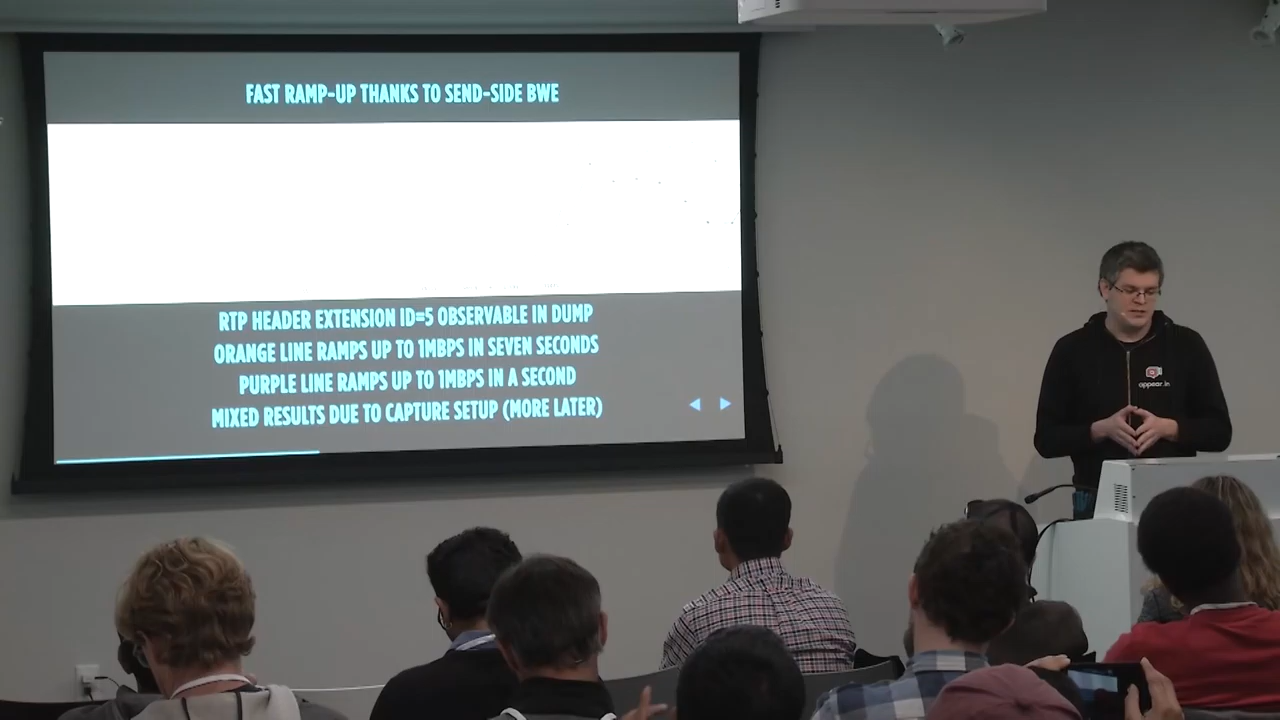 FAST RAMP-UP THANKS TO SEND-SIDE BWE
RTP HEADER EXTENSION ID=5 OBSERVABLE IN DUMP
ORANGE LINE RAMPS UP TO 1MBPS IN SEVEN SECONDS
PURPLE LINE RAMPS UP TO 1MBPS IN A SECOND
MIXED RESULTS DUE TO CAPTURE SETUP (MORE LATER)
appear.in